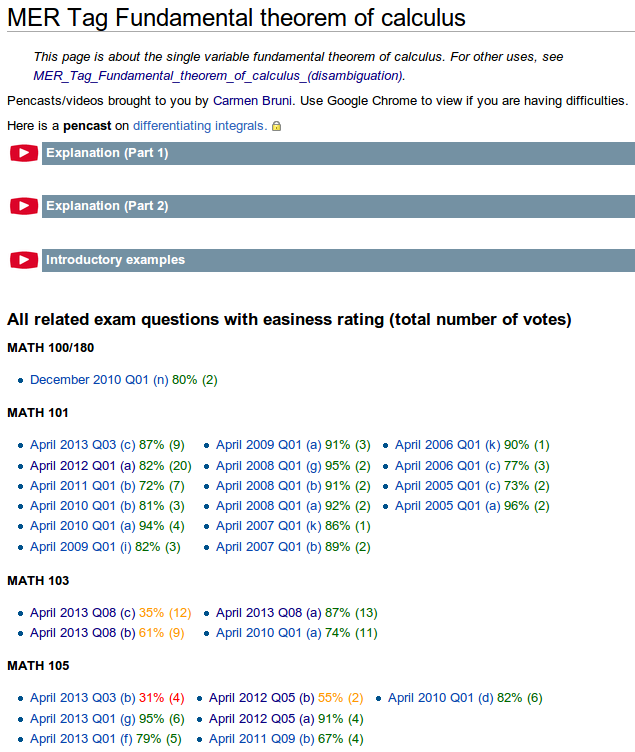 MER Tag Fundamental theorem of calculus
This page is about the single variable fundamental theorem of calculus. For other uses, see
MER_Tag_Fundamental_theorem_of_calculus_(disambiguation).
Pencasts/videos brought to you by Carmen Bruni. Use Google Chrome to view if you are having difficulties.
Here is a pencast on differentiating integrals.
Explanation (Part 1)
Explanation (Part 2)
Introductory examples
All related exam questions with easiness rating (total number of votes)
MATH 100/180
December 2010 Q01 (n) 80% (2)
MATH 101
April 2013 Q03 (c) 87% (9)
April 2012 Q01 (a) 82% (20)
April 2011 Q01 (b) 72% (7)
April 2010 Q01 (b) 81% (3)
April 2010 Q01 (a) 94% (4)
April 2009 Q01 (i) 82% (3)
April 2009 Q01 (a) 91% (3)
April 2008 Q01 (g) 95% (2)
April 2008 Q01 (b) 91% (2)
April 2008 Q01 (a) 92% (2)
April 2007 Q01 (k) 86% (1)
April 2007 Q01 (b) 89% (2)
April 2006 Q01 (k) 90% (1)
April 2006 Q01 (c) 77% (3)
April 2005 Q01 (c) 73% (2)
April 2005 Q01 (a) 96% (2)
MATH 103
April 2013 Q08 (c) 35% (12)
April 2013 Q08 (b) 61% (9)
April 2013 Q08 (a) 87% (13)
April 2010 Q01 (a) 74% (11)
MATH 105
April 2013 Q03 (b) 31% (4)
April 2013 Q01 (g) 95% (6)
April 2013 Q01 (f) 79% (5)
April 2012 Q05 (b) 55% (2)
April 2012 Q05 (a) 91% (4)
April 2011 Q09 (b) 67% (4)
April 2010 Q01 (d) 82% (6)